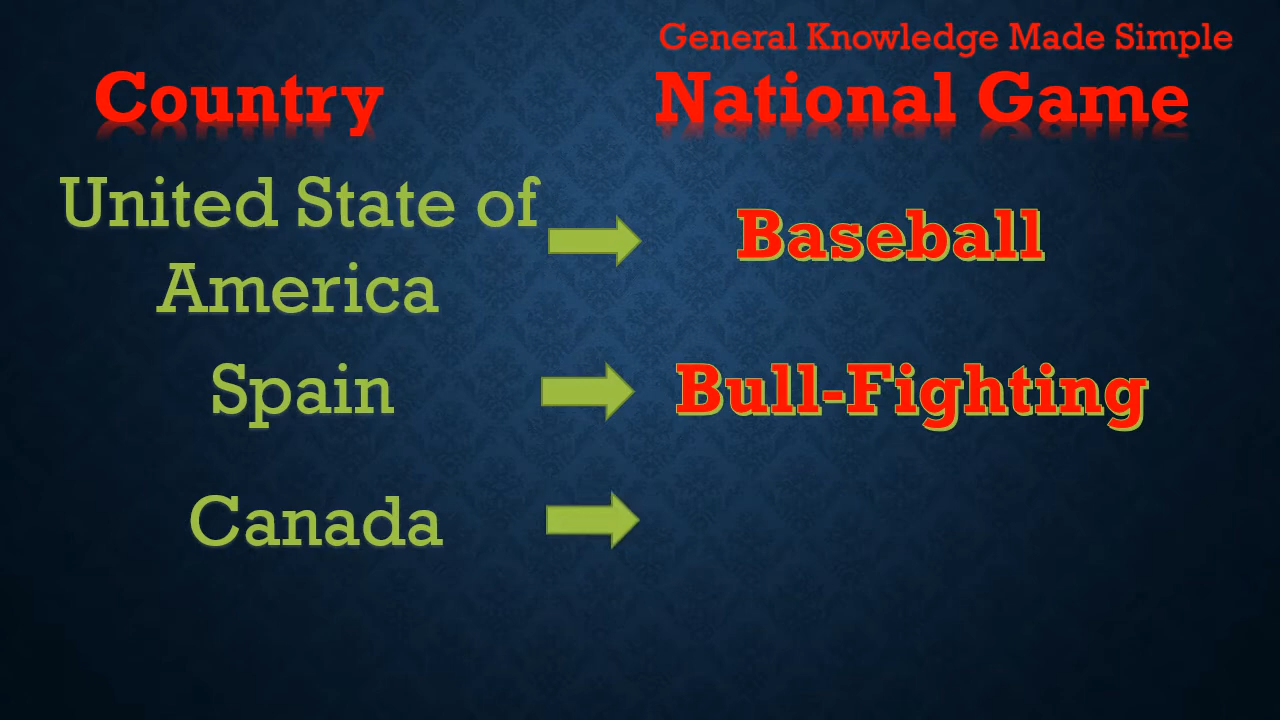 General Knowledge Made Simple
Country
National Game
United State of
America
Baseball
Spain
Bull-Fighting
Canada